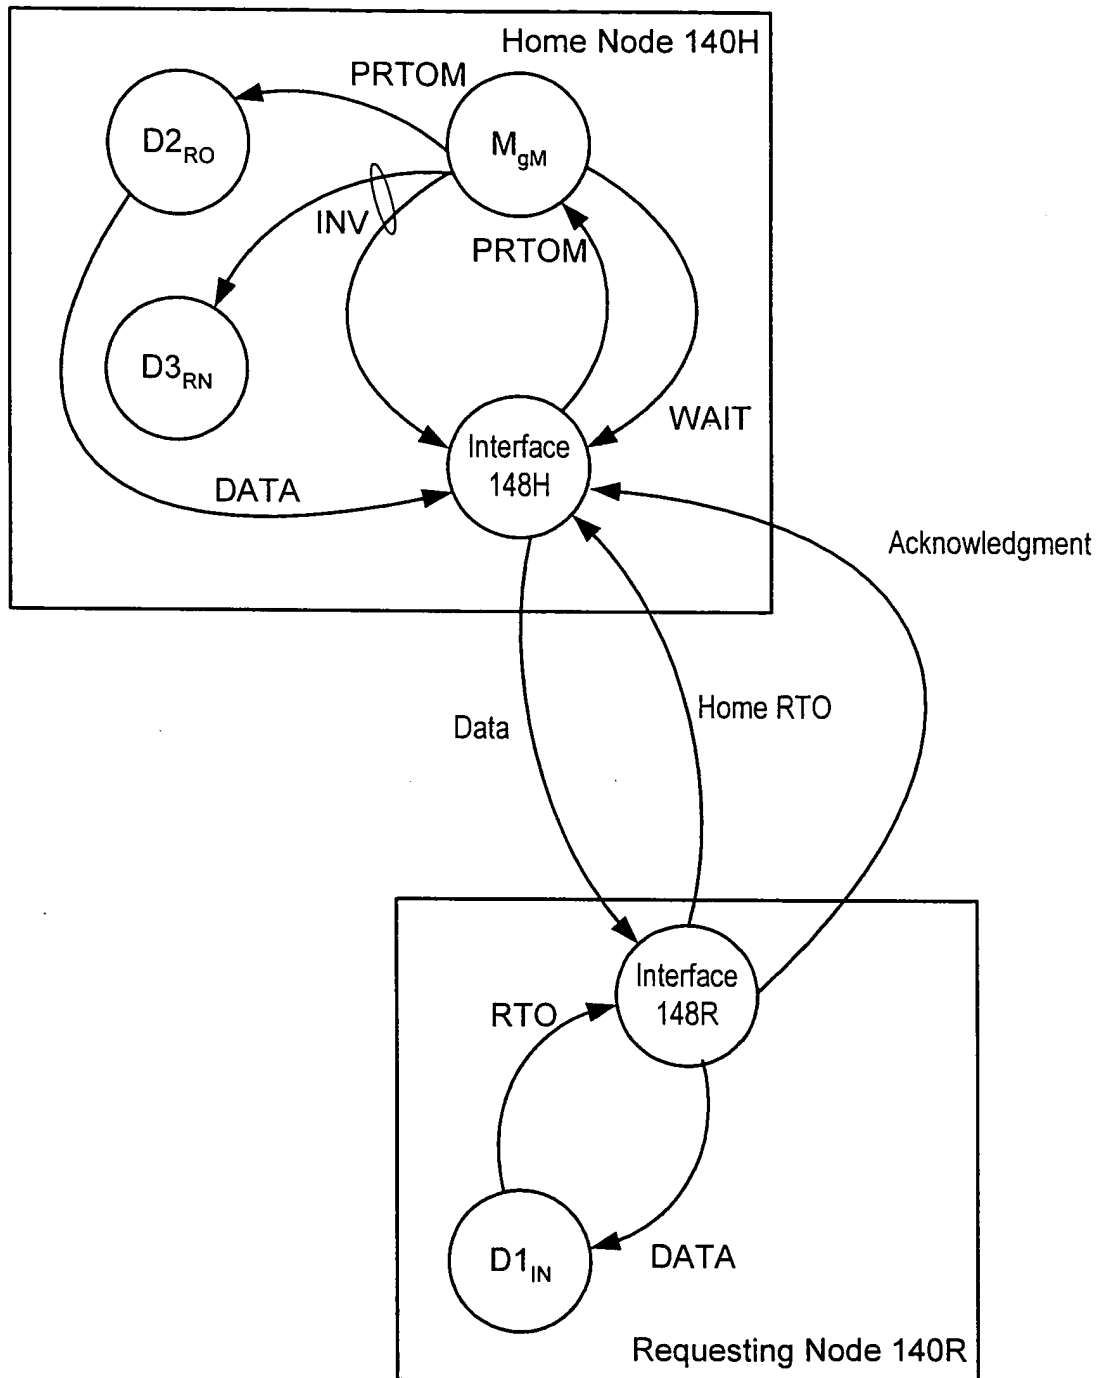 Home Node 140H
PRTOM
D2RO
MgM
INV
PRTOM
D3RN
WAIT
Interface
148H
DATA
Acknowledgment
Home RTO
Data
Interface
148R
RTO
DATA
D1IN
Requesting Node 140R